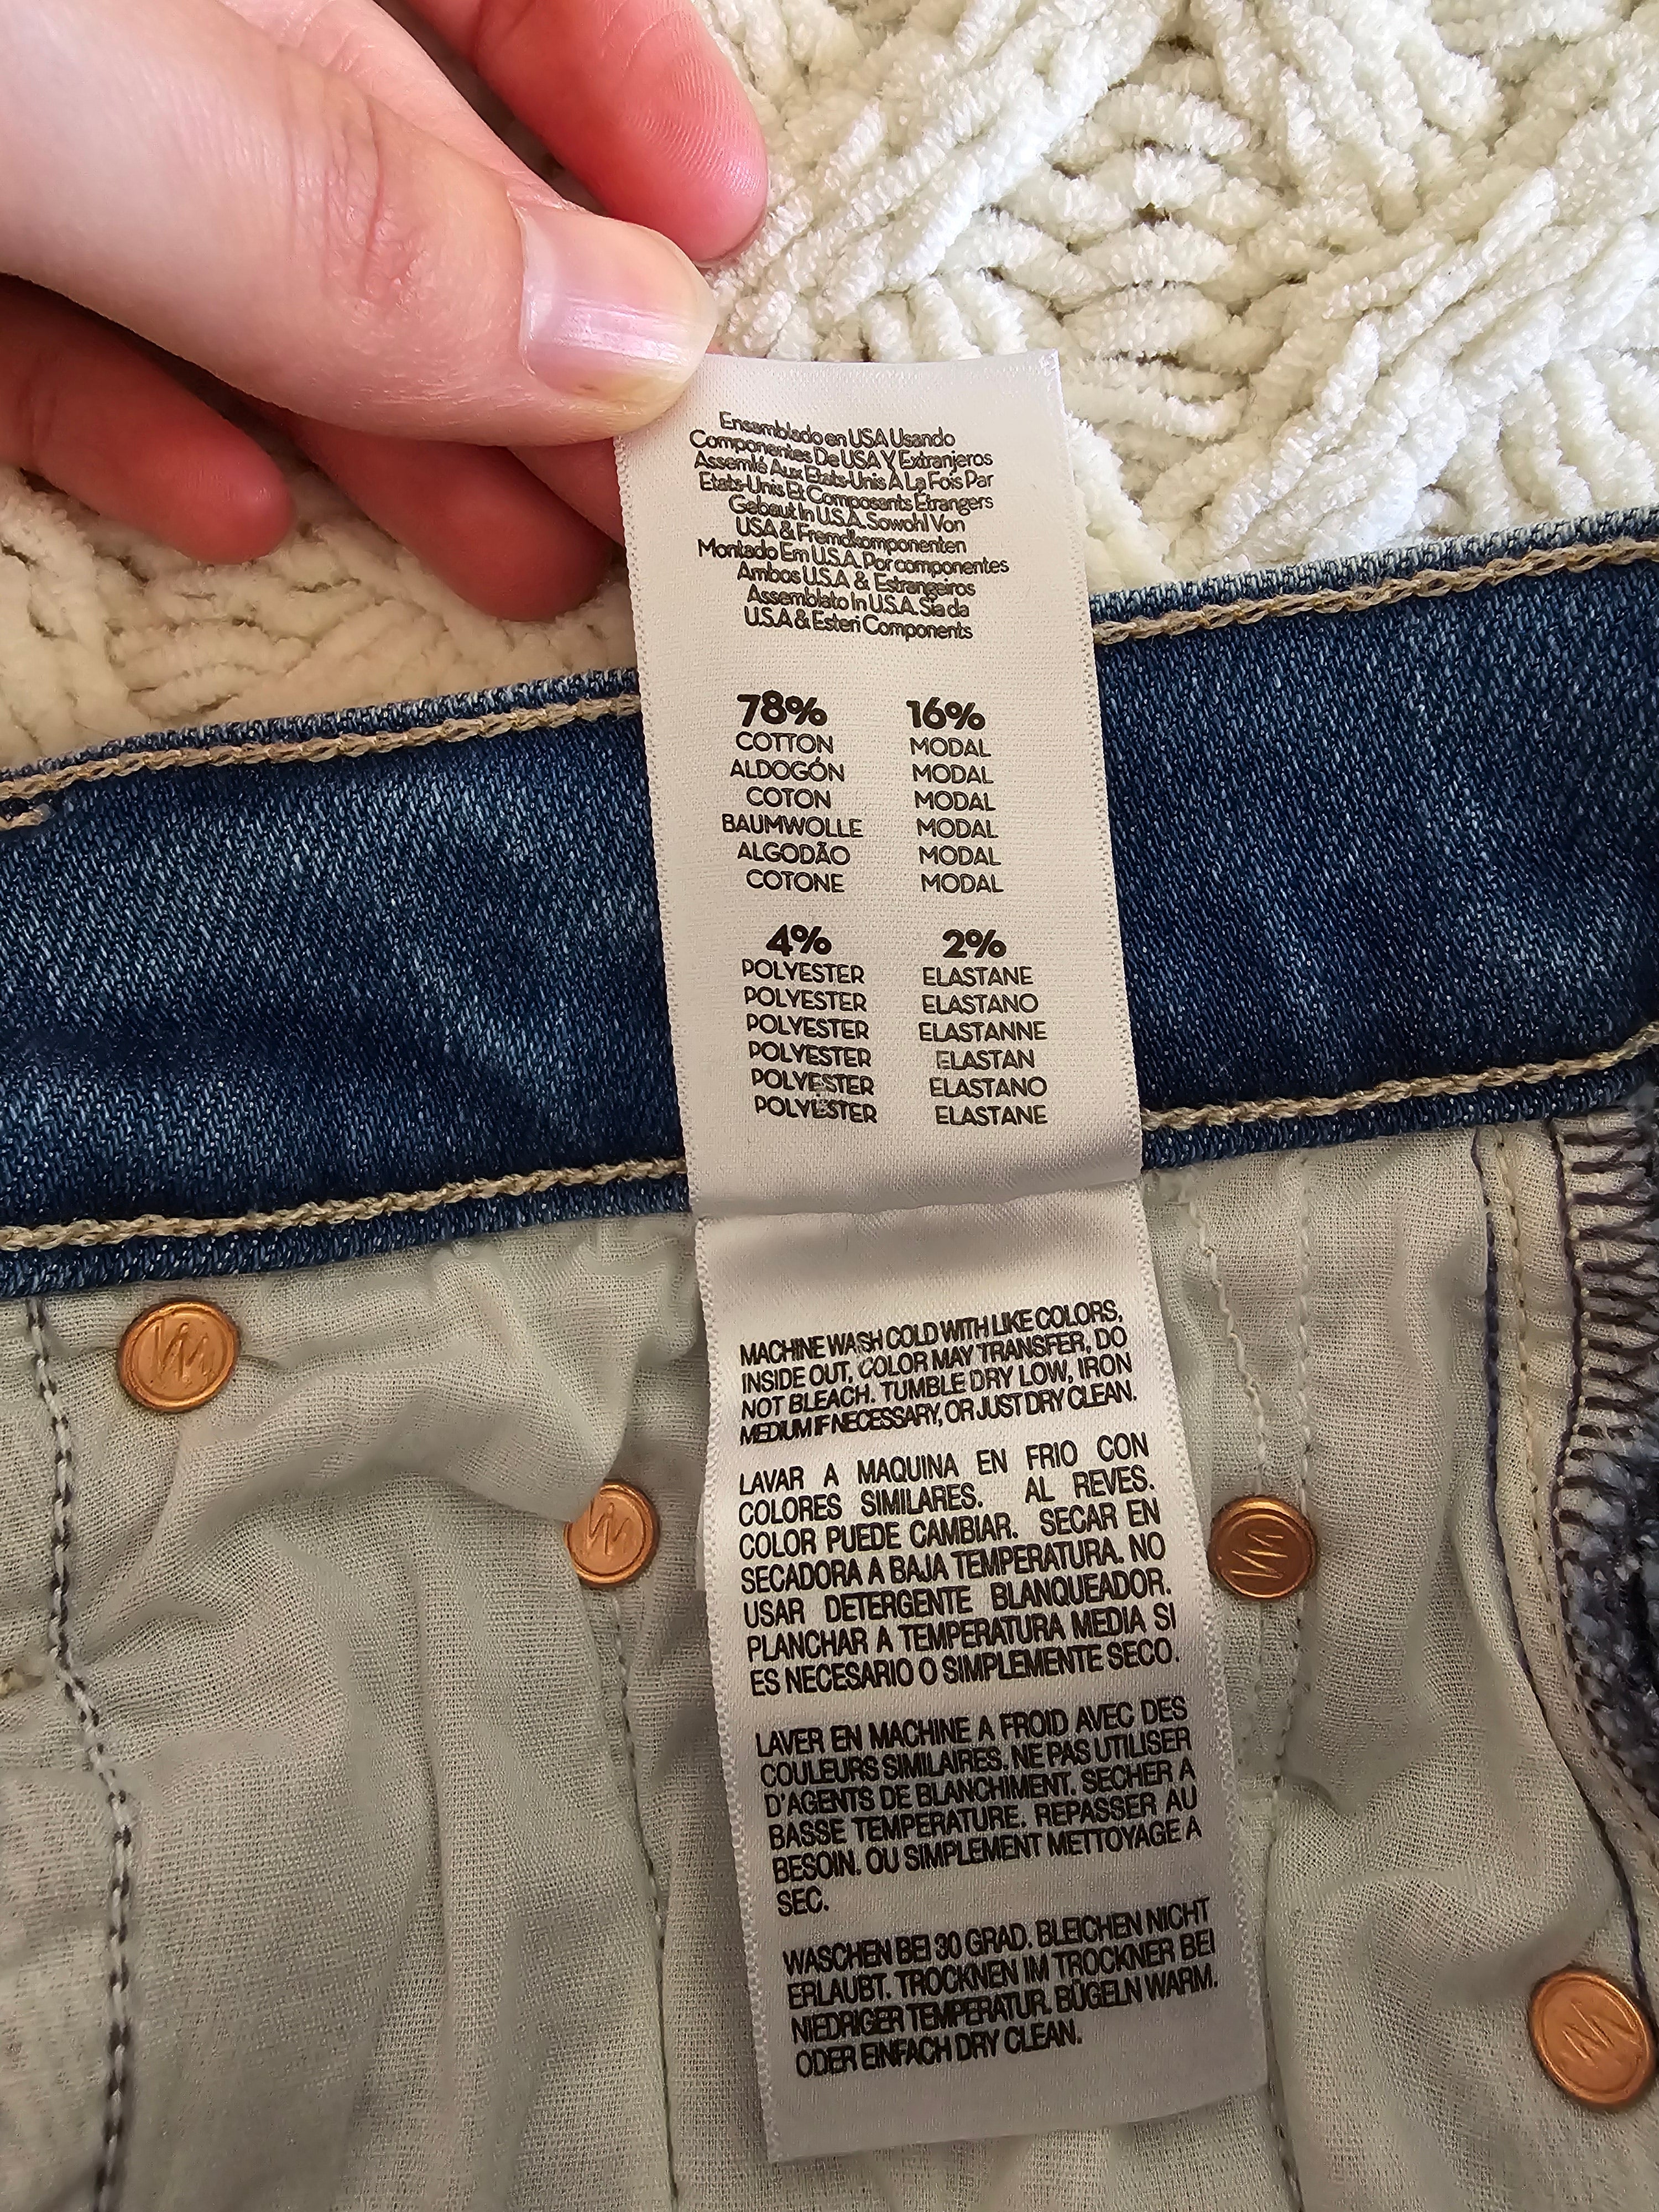 Ensamblado en USA Usando
Componentes De USA Y Extranjeros
Assemlé Aux Etats-Unis A La Fois Par
Etats-Unis Et Composants Etrangers
Gebaut In U.S.A. Sowohl Von
USA & Fremdkomponenten
Montado Em U.S.A. Por componentes
Ambos U.S.A & Estrangeiros
Assemblato In U.S.A. Sia da
U.S.A & Esteri Components
78% 16%
COTTON MODAL
ALDOGÓN MODAL
COTON MODAL
BAUMWOLLE MODAL
ALGODÃO MODAL
COTONE MODAL
4% 2%
POLYESTER ELASTANE
POLYESTER ELASTANO
POLYESTER ELASTANNE
POLYESTER ELASTAN
POLYESTER ELASTANO
POLYESTER ELASTANE
MACHINE WASH COLD WITH LIKE COLORS,
INSIDE OUT, COLOR MAY TRANSFER, DO
NOT BLEACH. TUMBLE DRY LOW, IRON
MEDIUM IF NECESSARY, OR JUST DRY CLEAN.
LAVAR A MAQUINA EN FRIO CON
COLORES SIMILARES. AL REVES.
COLOR PUEDE CAMBIAR. SECAR EN
SECADORA A BAJA TEMPERATURA. NO
USAR DETERGENTE BLANQUEADOR.
PLANCHAR A TEMPERATURA MEDIA SI
ES NECESARIO O SIMPLEMENTE SECO.
LAVER EN MACHINE A FROID AVEC DES
COULEURS SIMILAIRES. NE PAS UTILISER
D'AGENTS DE BLANCHIMENT. SECHER A
BASSE TEMPERATURE. REPASSER AU
BESOIN. OU SIMPLEMENT METTOYAGE A
SEC.
WASCHEN BEI 30 GRAD. BLEICHEN NICHT
ERLAUBT. TROCKNEN IM TROCKNER BEI
NIEDRIGER TEMPERATUR. BÜGELN WARM.
ODER EINFACH DRY CLEAN.